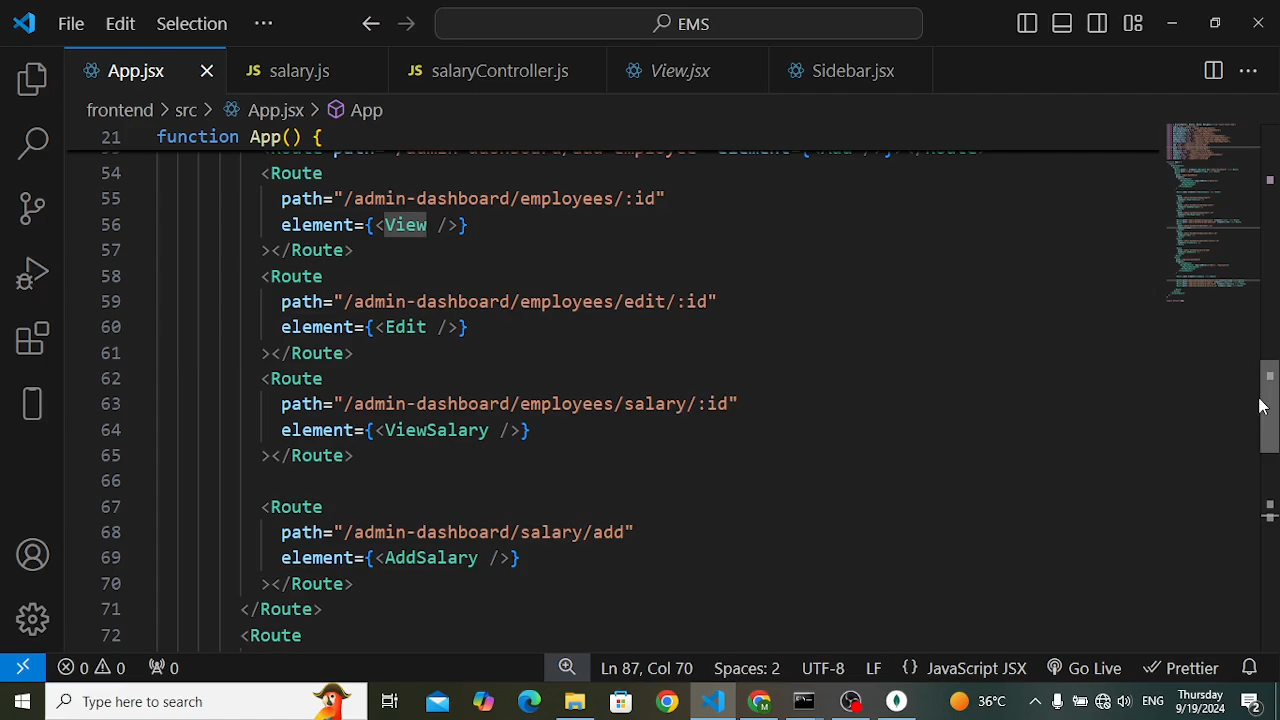 File Edit Selection ··· EMS
App.jsx JS salary.js JS salaryController.js View.jsx Sidebar.jsx ···
frontend > src > App.jsx > App
21 function App() {
54 <Route
55 path="/admin-dashboard/employees/:id"
56 element={<View />}
57 ></Route>
58 <Route
59 path="/admin-dashboard/employees/edit/:id"
60 element={<Edit />}
61 ></Route>
62 <Route
63 path="/admin-dashboard/employees/salary/:id"
64 element={<ViewSalary />}
65 ></Route>
66
67 <Route
68 path="/admin-dashboard/salary/add"
69 element={<AddSalary />}
70 ></Route>
71 </Route>
72 <Route
0 0 0 Ln 87, Col 70 Spaces: 2 UTF-8 LF {} JavaScript JSX Go Live Prettier
Type here to search 36°C ENG Thursday
9/19/2024 2